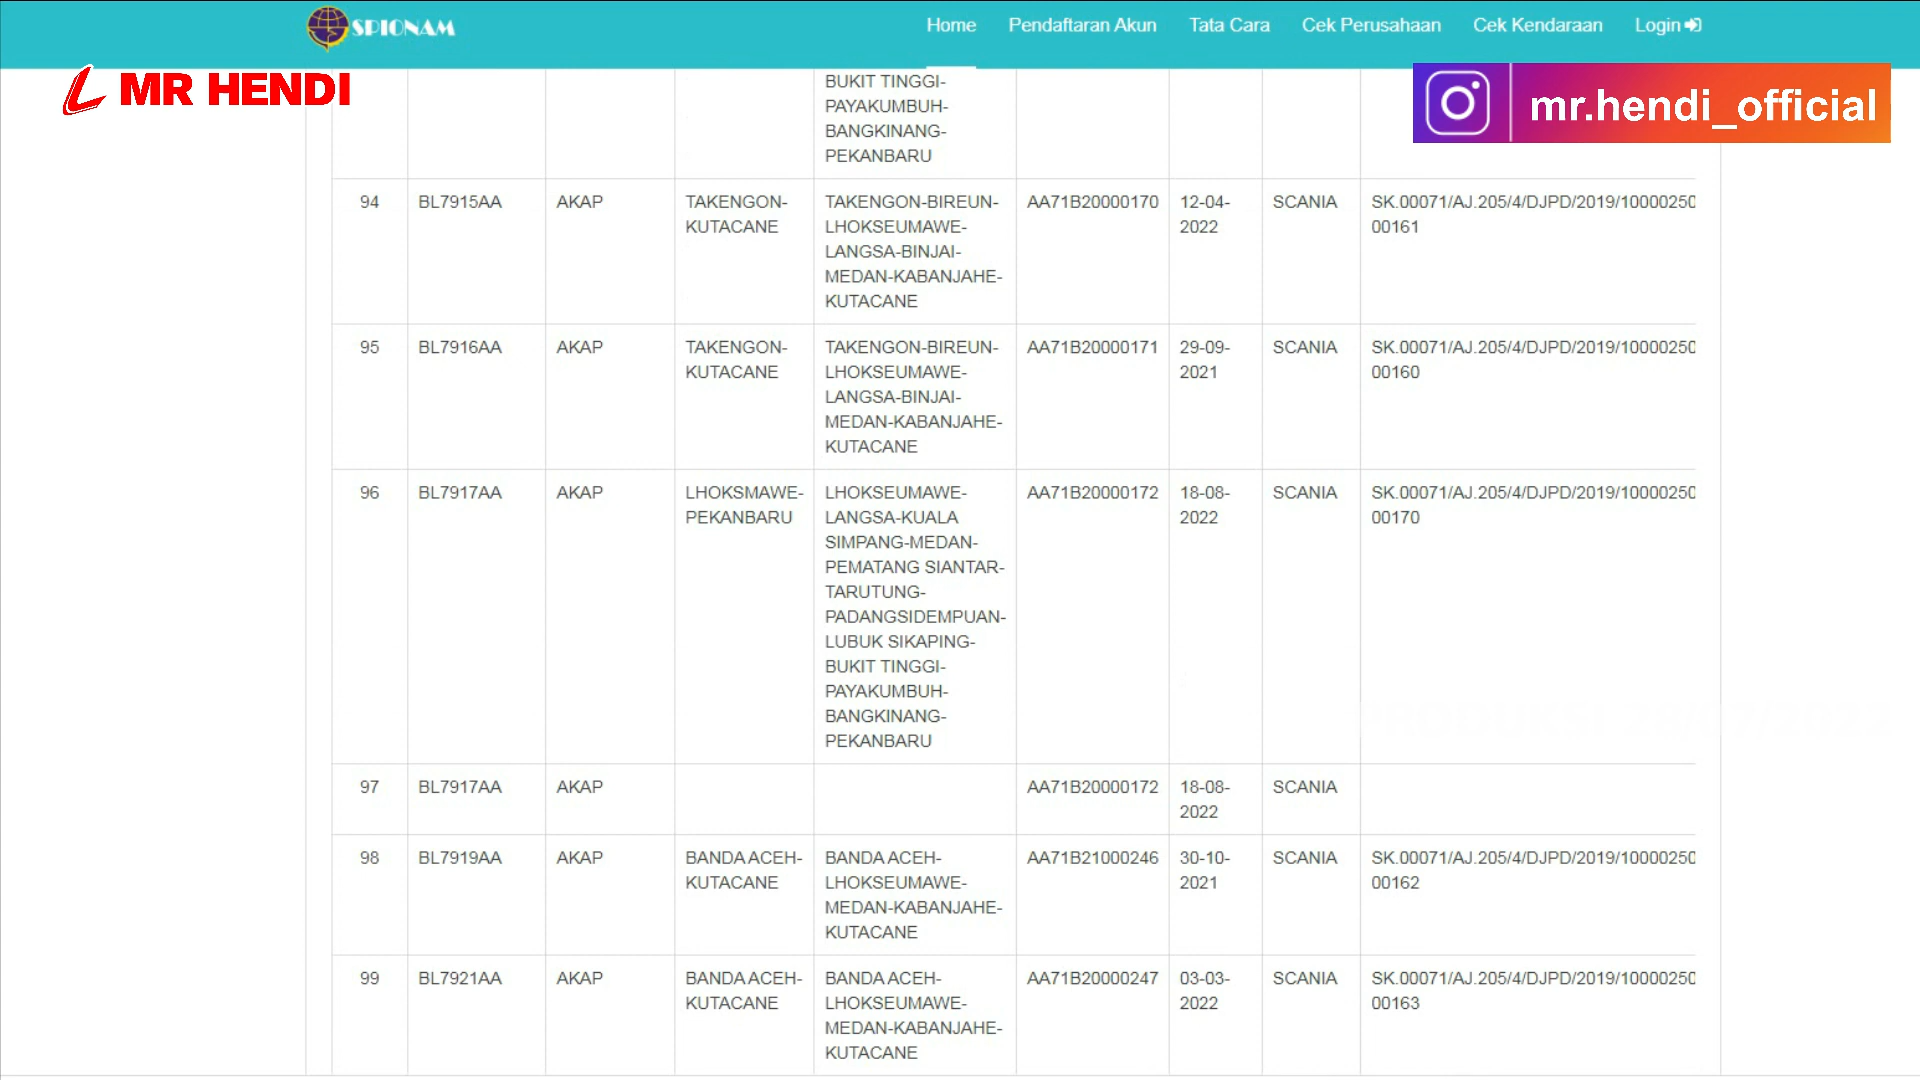 SPIONAM
Home Pendaftaran Akun Tata Cara Cek Perusahaan Cek Kendaraan Login
MR HENDI
mr.hendi_official
BUKIT TINGGI-
PAYAKUMBUH-
BANGKINANG-
PEKANBARU
94 BL7915AA AKAP TAKENGON- TAKENGON-BIREUN- AA71B20000170 12-04- SCANIA SK.00071/AJ.205/4/DJPD/2019/10000250
KUTACANE LHOKSEUMAWE- 2022 00161
LANGSA-BINJAI-
MEDAN-KABANJAHE-
KUTACANE
95 BL7916AA AKAP TAKENGON- TAKENGON-BIREUN- AA71B20000171 29-09- SCANIA SK.00071/AJ.205/4/DJPD/2019/10000250
KUTACANE LHOKSEUMAWE- 2021 00160
LANGSA-BINJAI-
MEDAN-KABANJAHE-
KUTACANE
96 BL7917AA AKAP LHOKSMAWE- LHOKSEUMAWE- AA71B20000172 18-08- SCANIA SK.00071/AJ.205/4/DJPD/2019/10000250
PEKANBARU LANGSA-KUALA 2022 00170
SIMPANG-MEDAN-
PEMATANG SIANTAR-
TARUTUNG-
PADANGSIDEMPUAN-
LUBUK SIKAPING-
BUKIT TINGGI-
PAYAKUMBUH-
BANGKINANG-
PEKANBARU
97 BL7917AA AKAP AA71B20000172 18-08- SCANIA
2022
98 BL7919AA AKAP BANDA ACEH- BANDA ACEH- AA71B21000246 30-10- SCANIA SK.00071/AJ.205/4/DJPD/2019/10000250
KUTACANE LHOKSEUMAWE- 2021 00162
MEDAN-KABANJAHE-
KUTACANE
99 BL7921AA AKAP BANDA ACEH- BANDA ACEH- AA71B20000247 03-03- SCANIA SK.00071/AJ.205/4/DJPD/2019/10000250
KUTACANE LHOKSEUMAWE- 2022 00163
MEDAN-KABANJAHE-
KUTACANE